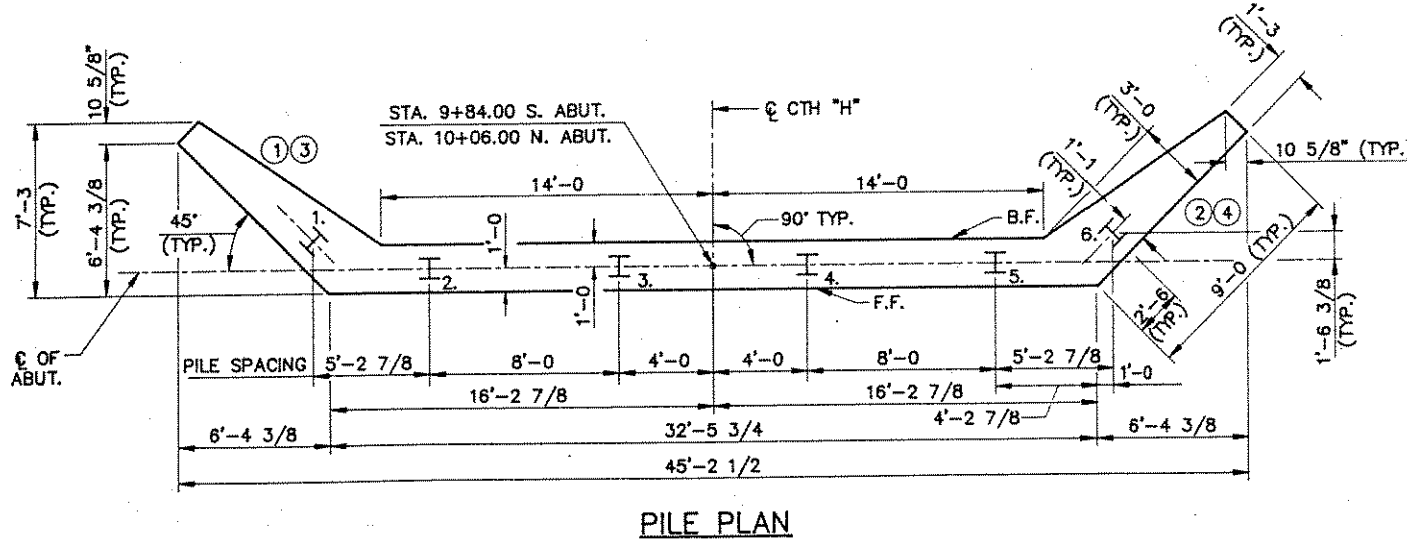 10 5/8"
(TYP.)
7'-3
(TYP.)
6'-4 3/8
(TYP.)
45°
(TYP.)
1 3
1.
STA. 9+84.00 S. ABUT.
STA. 10+06.00 N. ABUT.
℄ CTH "H"
14'-0
14'-0
1'-0
1'-0
90° TYP.
B.F.
F.F.
1'-3
(TYP.)
3'-0
(TYP.)
1'-1
(TYP.)
10 5/8" (TYP.)
2 4
6.
2.
3.
4.
5.
9'-0 (TYP.)
2'-6
(TYP.)
1'-6 3/8
(TYP.)
℄ OF
ABUT.
PILE SPACING
5'-2 7/8
8'-0
4'-0
4'-0
8'-0
5'-2 7/8
1'-0
16'-2 7/8
16'-2 7/8
4'-2 7/8
6'-4 3/8
32'-5 3/4
6'-4 3/8
45'-2 1/2
PILE PLAN